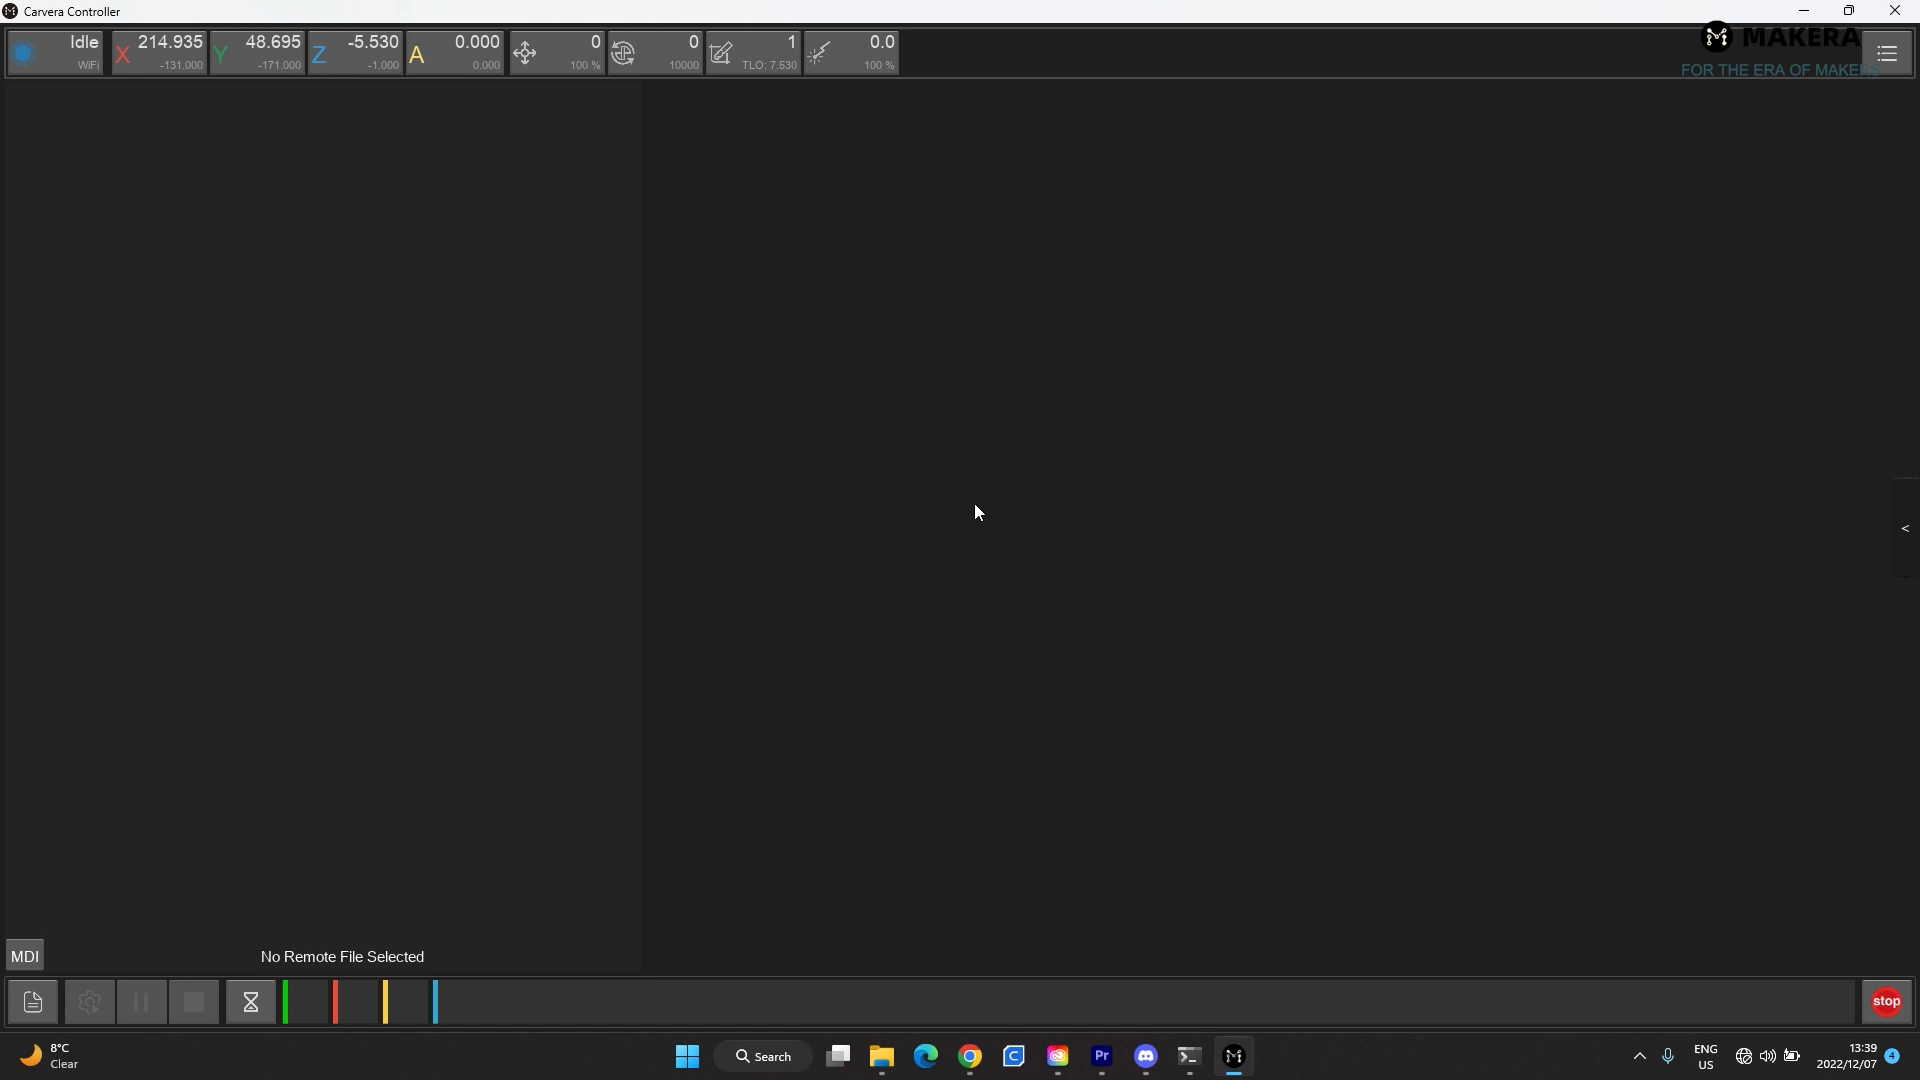 Carvera Controller
Idle
WiFi
X 214.935
-131.000
Y 48.695
-171.000
Z -5.530
-1.000
A 0.000
0.000
0
100 %
0
10000
1
TLO: 7.530
0.0
100 %
MAKERA
FOR THE ERA OF MAKERS
<
MDI
No Remote File Selected
stop
8°C
Clear
Search
Pr
ENG
US
13:39
2022/12/07
4